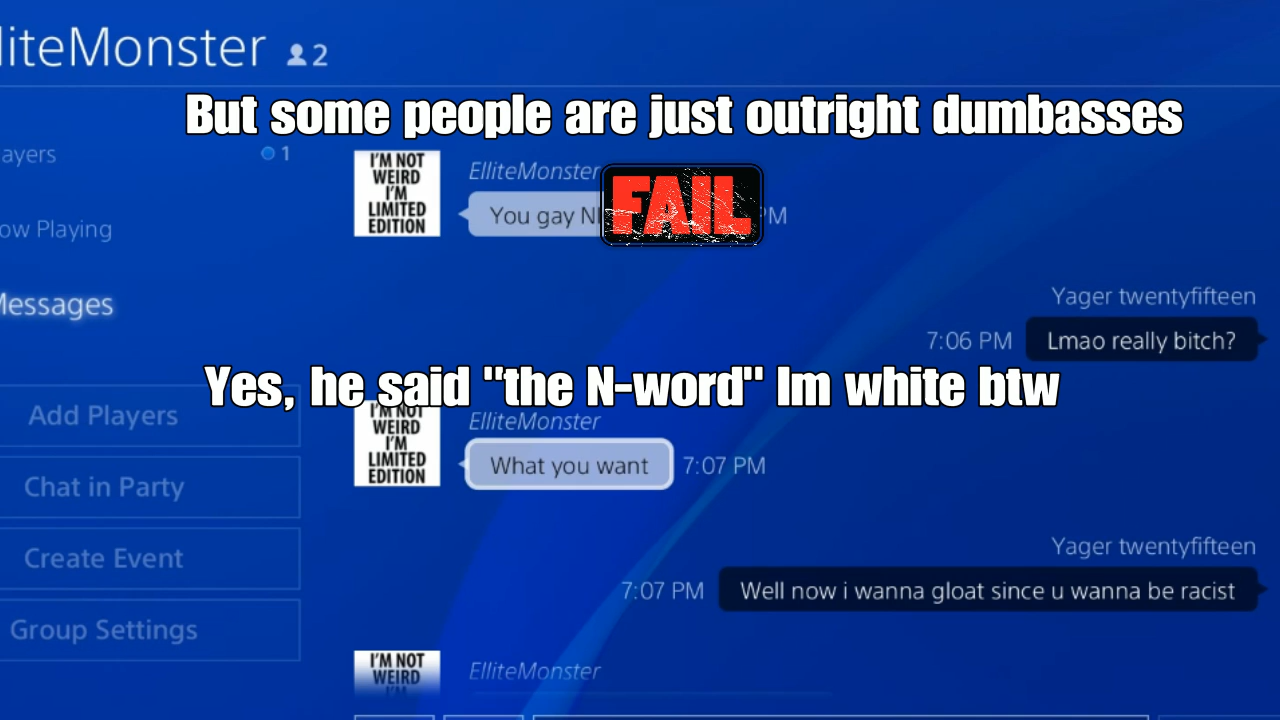 liteMonster 2
But some people are just outright dumbasses
ayers 1
I'M NOT
WEIRD
I'M
LIMITED
EDITION
ElliteMonster
You gay NI
FAIL
PM
ow Playing
Messages
Yager twentyfifteen
7:06 PM Lmao really bitch?
Yes, he said "the N-word" Im white btw
Add Players
I'M NOT
WEIRD
I'M
LIMITED
EDITION
ElliteMonster
What you want 7:07 PM
Chat in Party
Yager twentyfifteen
Create Event
7:07 PM Well now i wanna gloat since u wanna be racist
Group Settings
I'M NOT
WEIRD
I'M
ElliteMonster